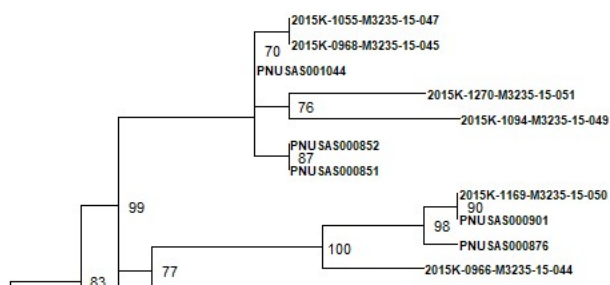 2015K-1055-M3235-15-047
70
2015K-0968-M3235-15-045
PNUSAS001044
2015K-1270-M3235-15-051
76
2015K-1094-M3235-15-049
PNUSAS000852
87
PNUSAS000851
2015K-1169-M3235-15-050
90
99
PNUSAS000901
98
PNUSAS000876
100
77
2015K-0966-M3235-15-044
83